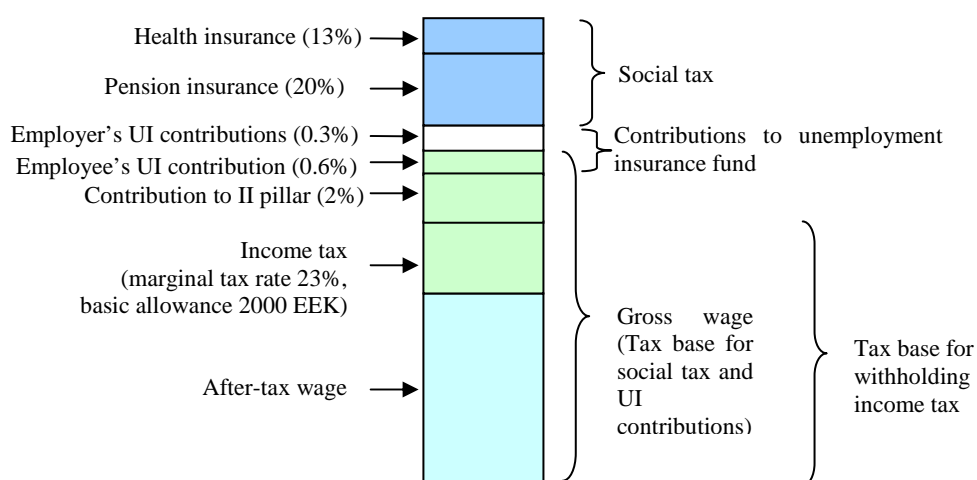 Health insurance (13%)
Pension insurance (20%)
Employer's UI contributions (0.3%)
Employee's UI contribution (0.6%)
Contribution to II pillar (2%)
Income tax
(marginal tax rate 23%,
basic allowance 2000 EEK)
After-tax wage
Social tax
Contributions to unemployment
insurance fund
Gross wage
(Tax base for
social tax and
UI
contributions)
Tax base for
withholding
income tax